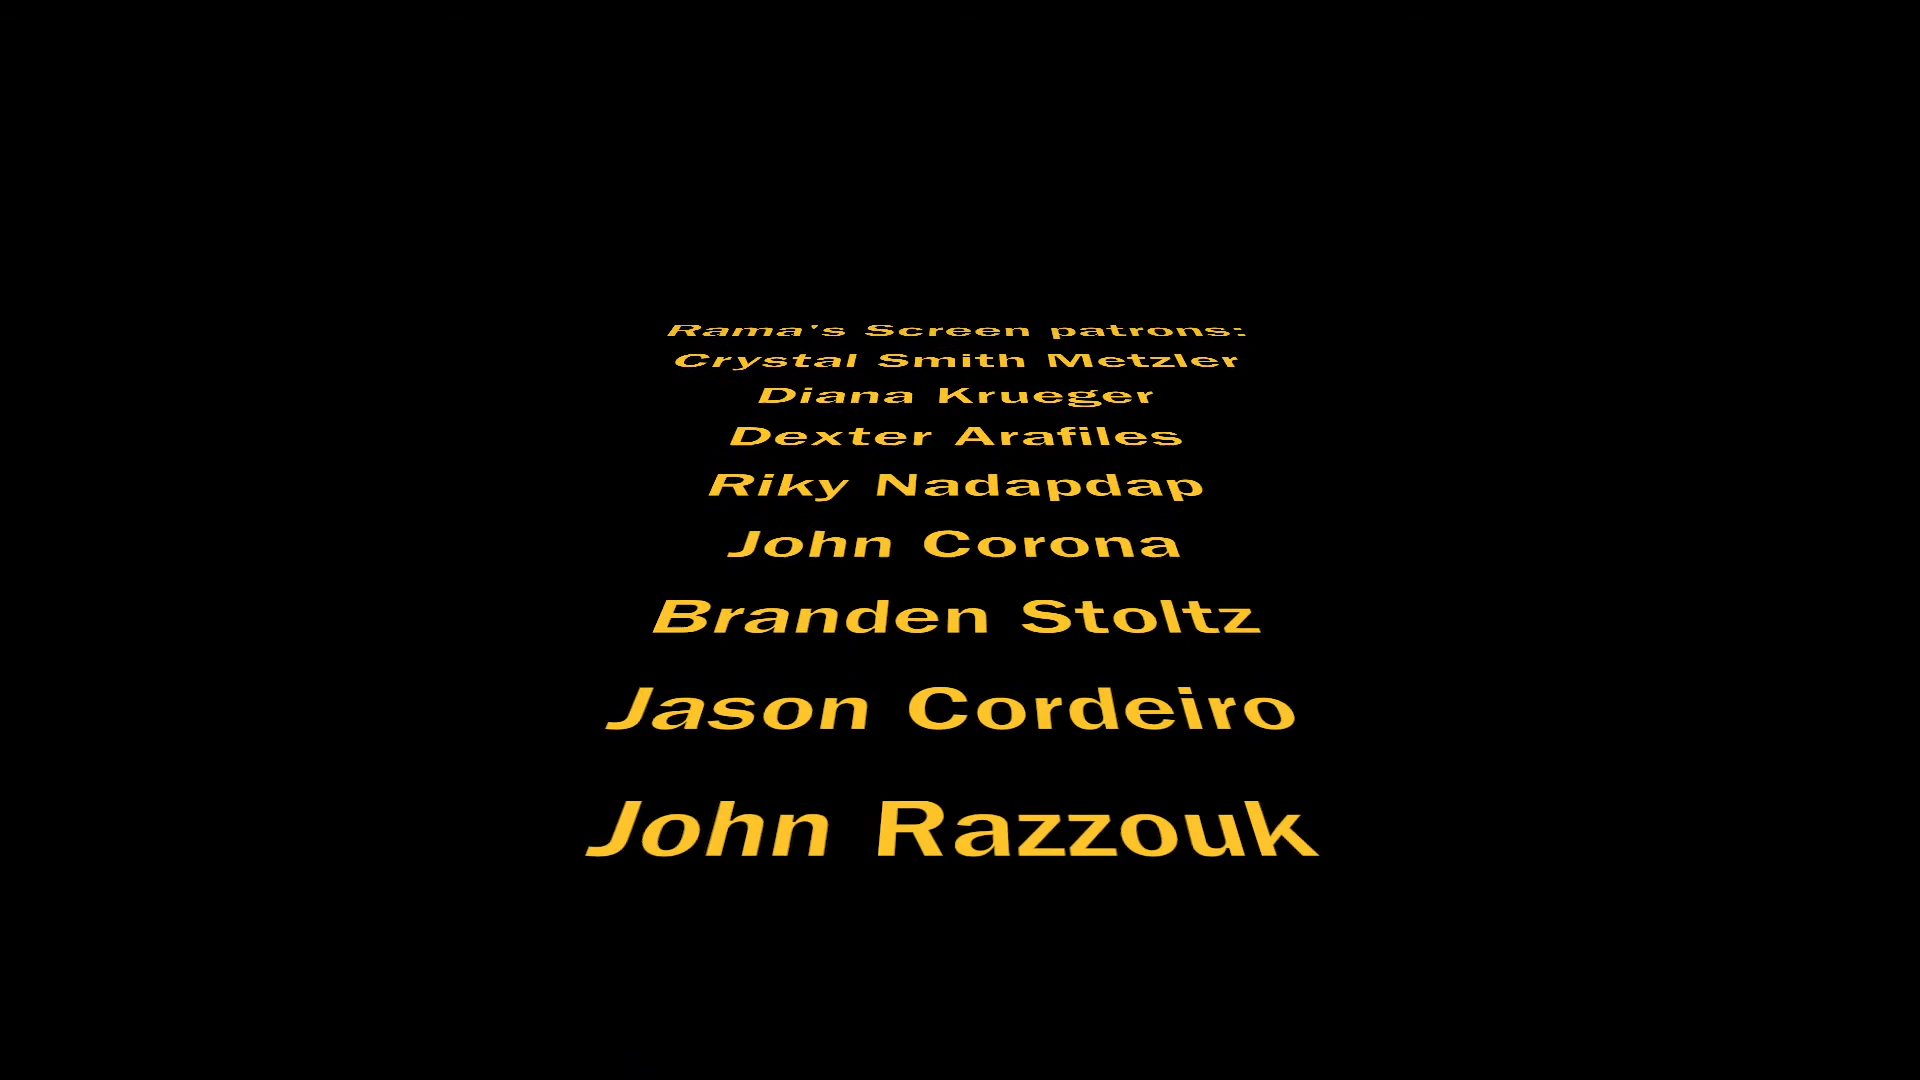 Rama's Screen patrons:
Crystal Smith Metzler
Diana Krueger
Dexter Arafiles
Riky Nadapdap
John Corona
Branden Stoltz
Jason Cordeiro
John Razzouk